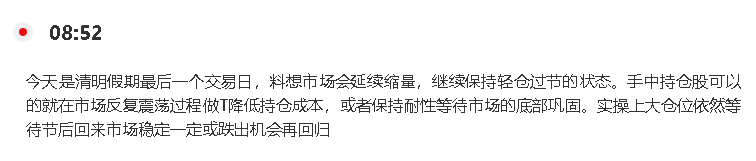 08:52
今天是清明假期最后一个交易日，料想市场会延续缩量，继续保持轻仓过节的状态。手中持仓股可以
的就在市场反复震荡过程做T降低持仓成本，或者保持耐性等待市场的底部巩固。实操上大仓位依然等
待节后回来市场稳定一定或跌出机会再回归